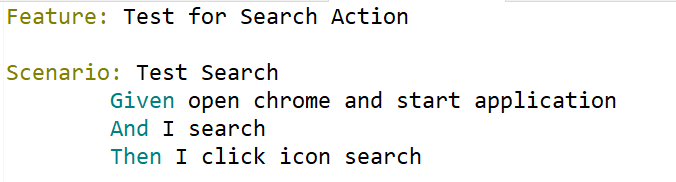 Feature: Test for Search Action
Scenario: Test Search
Given open chrome and start application
And I search
Then I click icon search